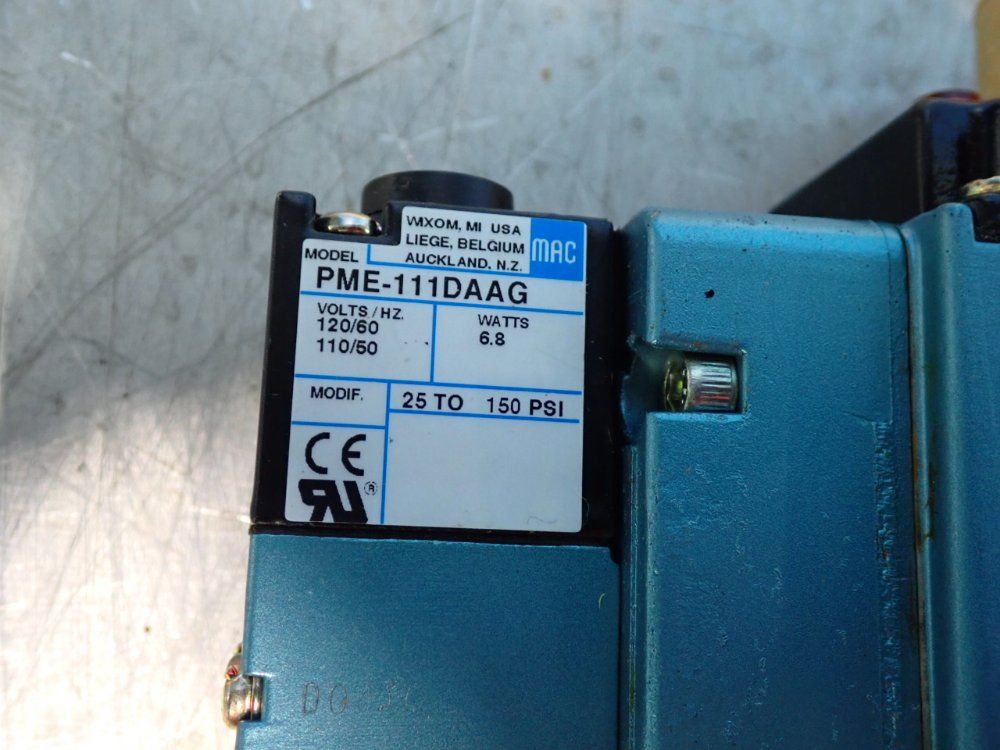 WIXOM, MI USA
LIEGE, BELGIUM
AUCKLAND, N.Z.
MAC
MODEL
PME-111DAAG
VOLTS/HZ.
120/60
110/50
WATTS
6.8
MODIF.
25 TO 150 PSI
CE
RU
®